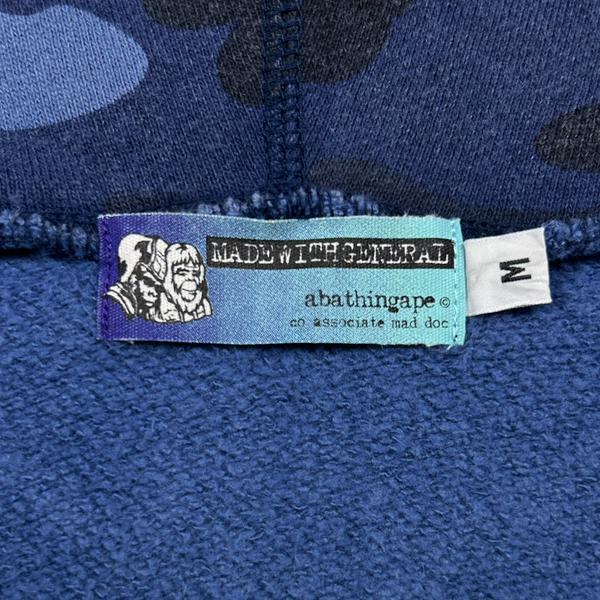 MADE WITH GENERAL
abathingape ©
co associate mad doc
M